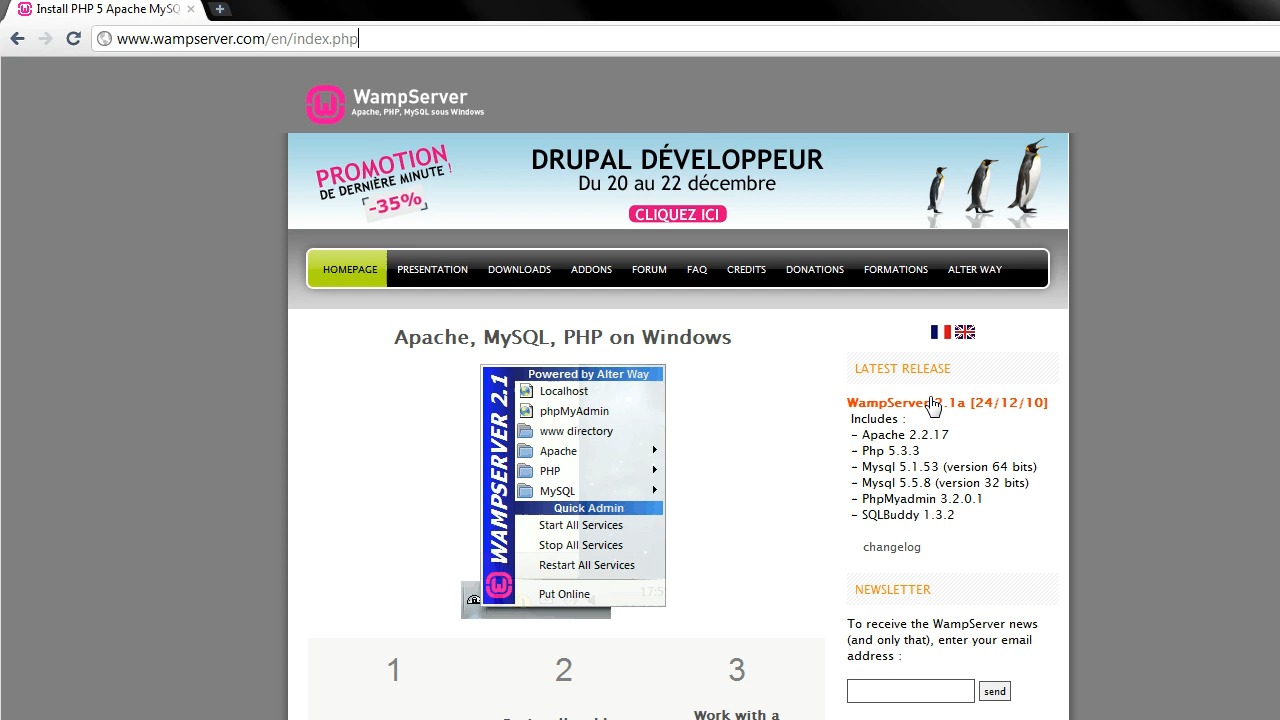 Install PHP 5 Apache MySQ
www.wampserver.com/en/index.php
WampServer
Apache, PHP, MySQL sous Windows
PROMOTION
DE DERNIÈRE MINUTE !
-35%
DRUPAL DÉVELOPPEUR
Du 20 au 22 décembre
CLIQUEZ ICI
HOMEPAGE PRESENTATION DOWNLOADS ADDONS FORUM FAQ CREDITS DONATIONS FORMATIONS ALTER WAY
Apache, MySQL, PHP on Windows
WAMPSERVER 2.1
Powered by Alter Way
Localhost
phpMyAdmin
www directory
Apache
PHP
MySQL
Quick Admin
Start All Services
Stop All Services
Restart All Services
Put Online
17:5
1 2 3
Work with a
LATEST RELEASE
WampServer 2.1a [24/12/10]
Includes :
- Apache 2.2.17
- Php 5.3.3
- Mysql 5.1.53 (version 64 bits)
- Mysql 5.5.8 (version 32 bits)
- PhpMyadmin 3.2.0.1
- SQLBuddy 1.3.2
changelog
NEWSLETTER
To receive the WampServer news
(and only that), enter your email
address :
send